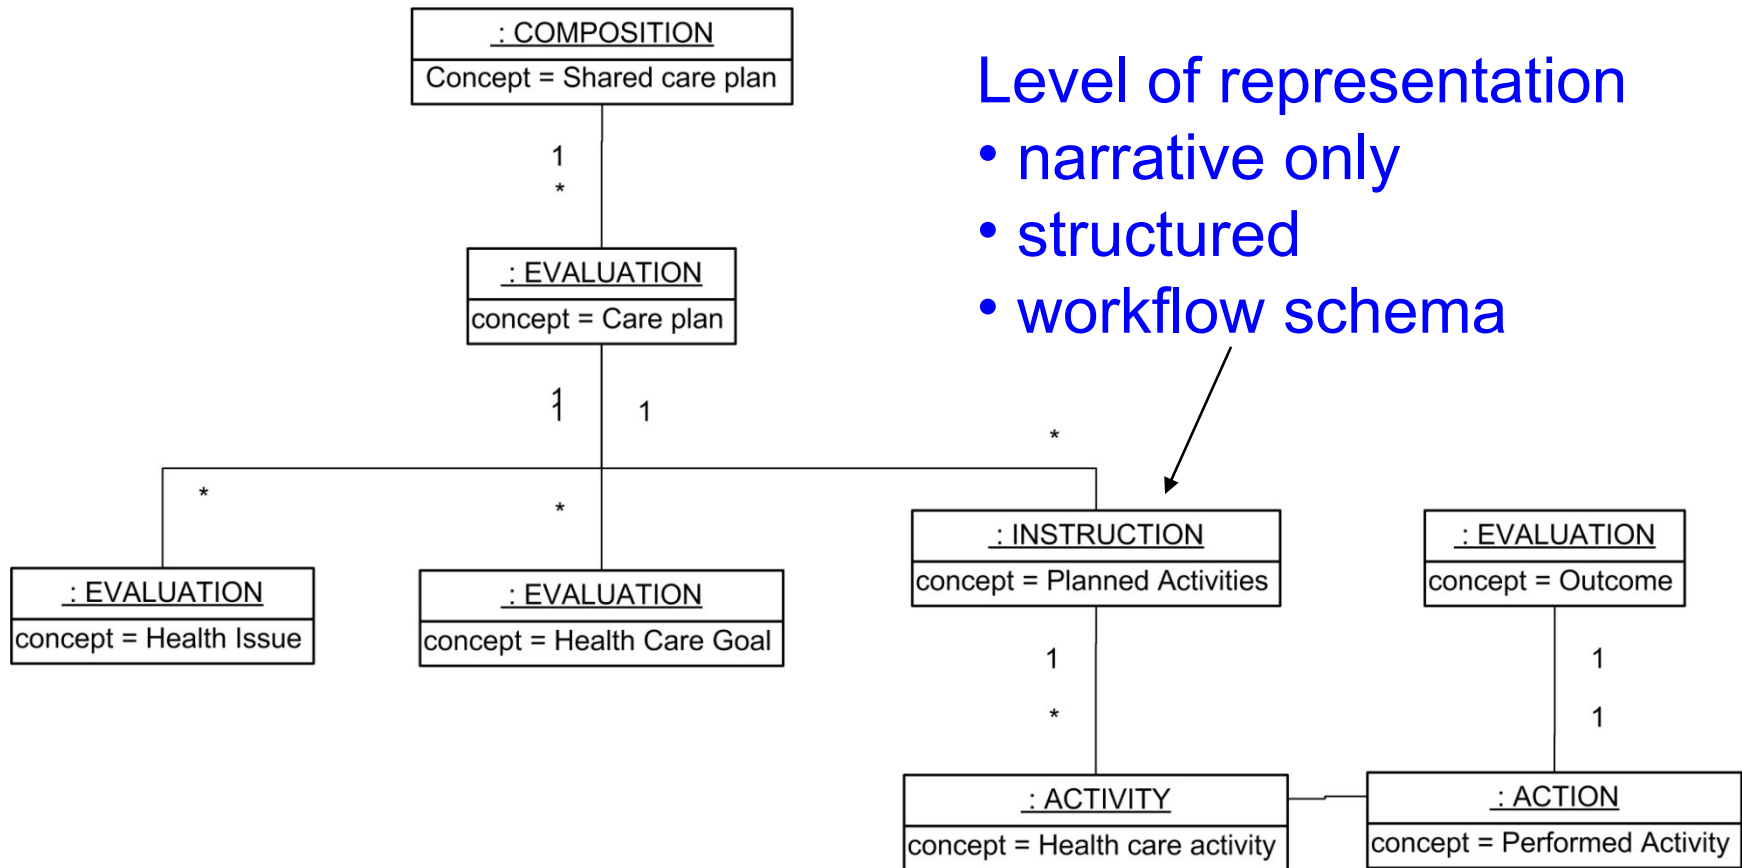 : COMPOSITION
Concept = Shared care plan
Level of representation
• narrative only
• structured
• workflow schema
1
*
: EVALUATION
concept = Care plan
1
1
1
*
*
*
: INSTRUCTION
concept = Planned Activities
: EVALUATION
concept = Outcome
: EVALUATION
concept = Health Issue
: EVALUATION
concept = Health Care Goal
1
*
1
1
: ACTIVITY
concept = Health care activity
: ACTION
concept = Performed Activity